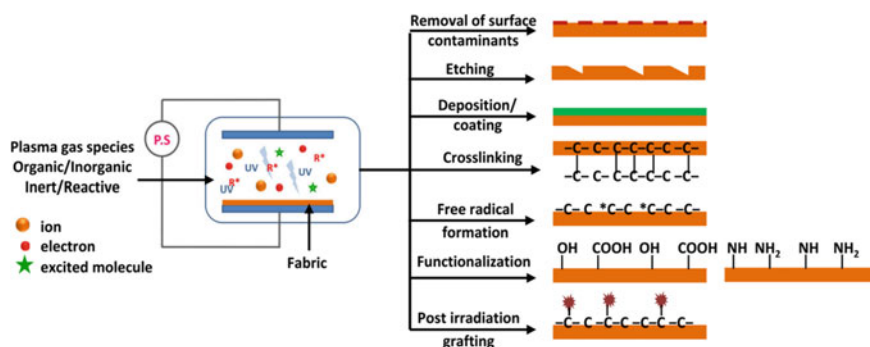 P.S
Plasma gas species
Organic/Inorganic
Inert/Reactive
R*
UV
R*
UV
R*
UV
ion
electron
excited molecule
Fabric
Removal of surface
contaminants
Etching
Deposition/
coating
Crosslinking
–C– C– C– C– C– C– C–
–C– C– C– C– C– C– C–
Free radical
formation
–C– C *C–C *C– C– C–
Functionalization
OH COOH OH COOH NH NH2 NH NH2
Post irradiation
grafting
–C– C –C– C –C– C– C–